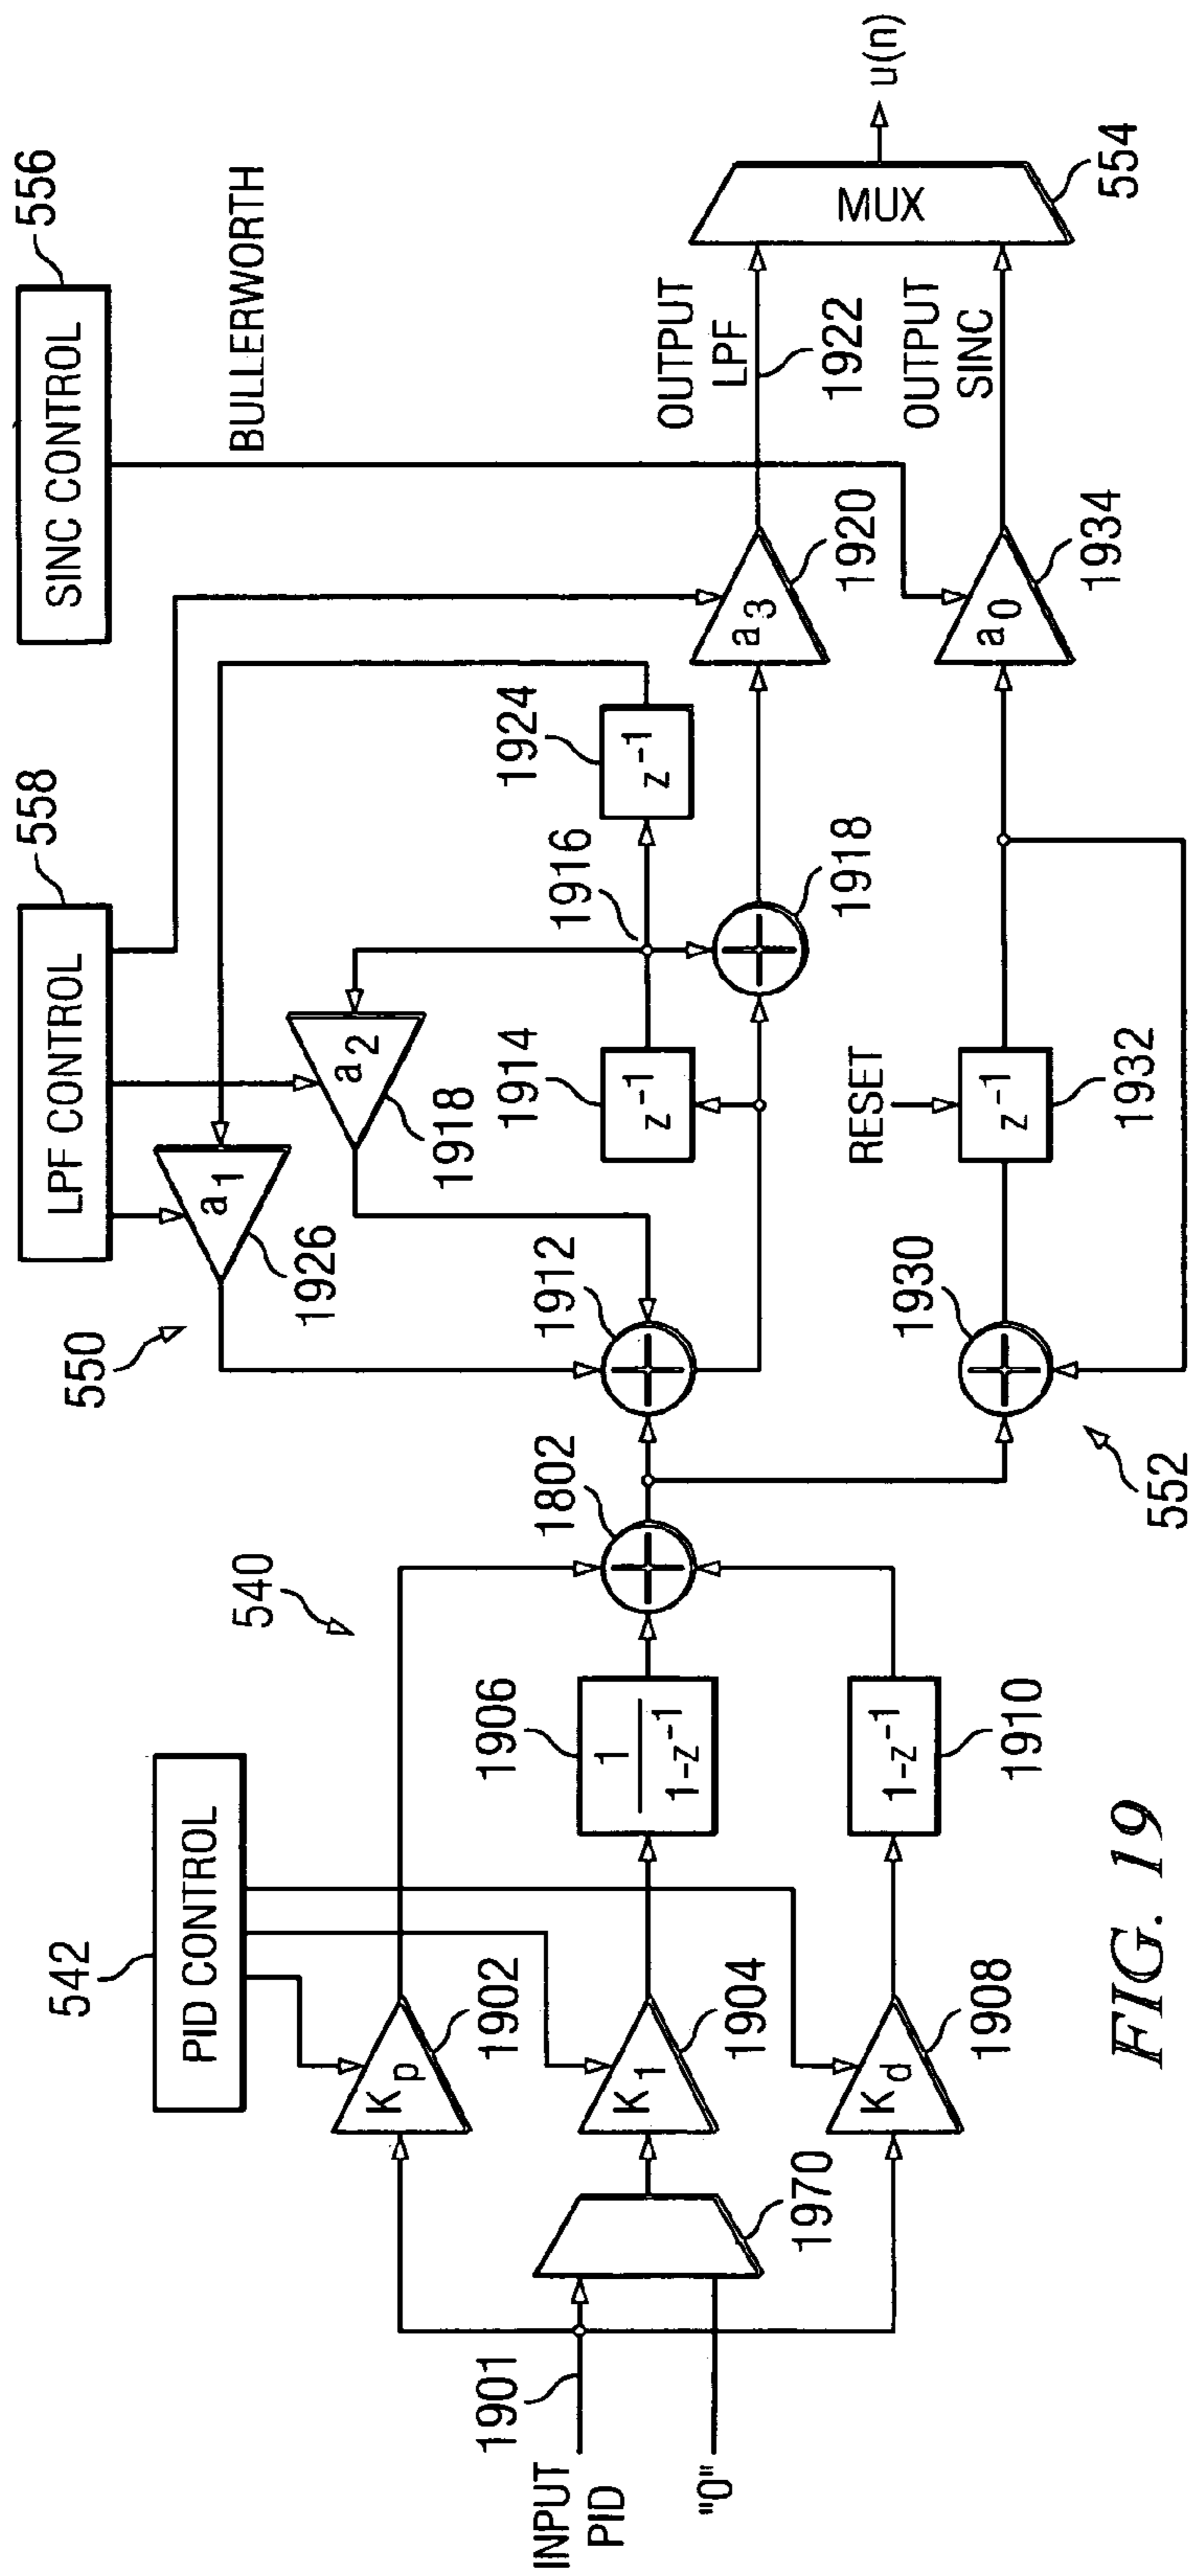 INPUT
PID
"0"
1901
1970
542
PID CONTROL
Kp
1902
K1
1904
Kd
1908
1906
1
1-z-1
1-z-1
1910
540
1802
550
1912
1926
a1
LPF CONTROL
558
a2
1918
1914
z-1
1916
1924
z-1
1918
a3
1920
SINC CONTROL
556
BULLERWORTH
OUTPUT
LPF
1922
OUTPUT
SINC
MUX
554
u(n)
552
1930
RESET
z-1
1932
a0
1934
FIG. 19